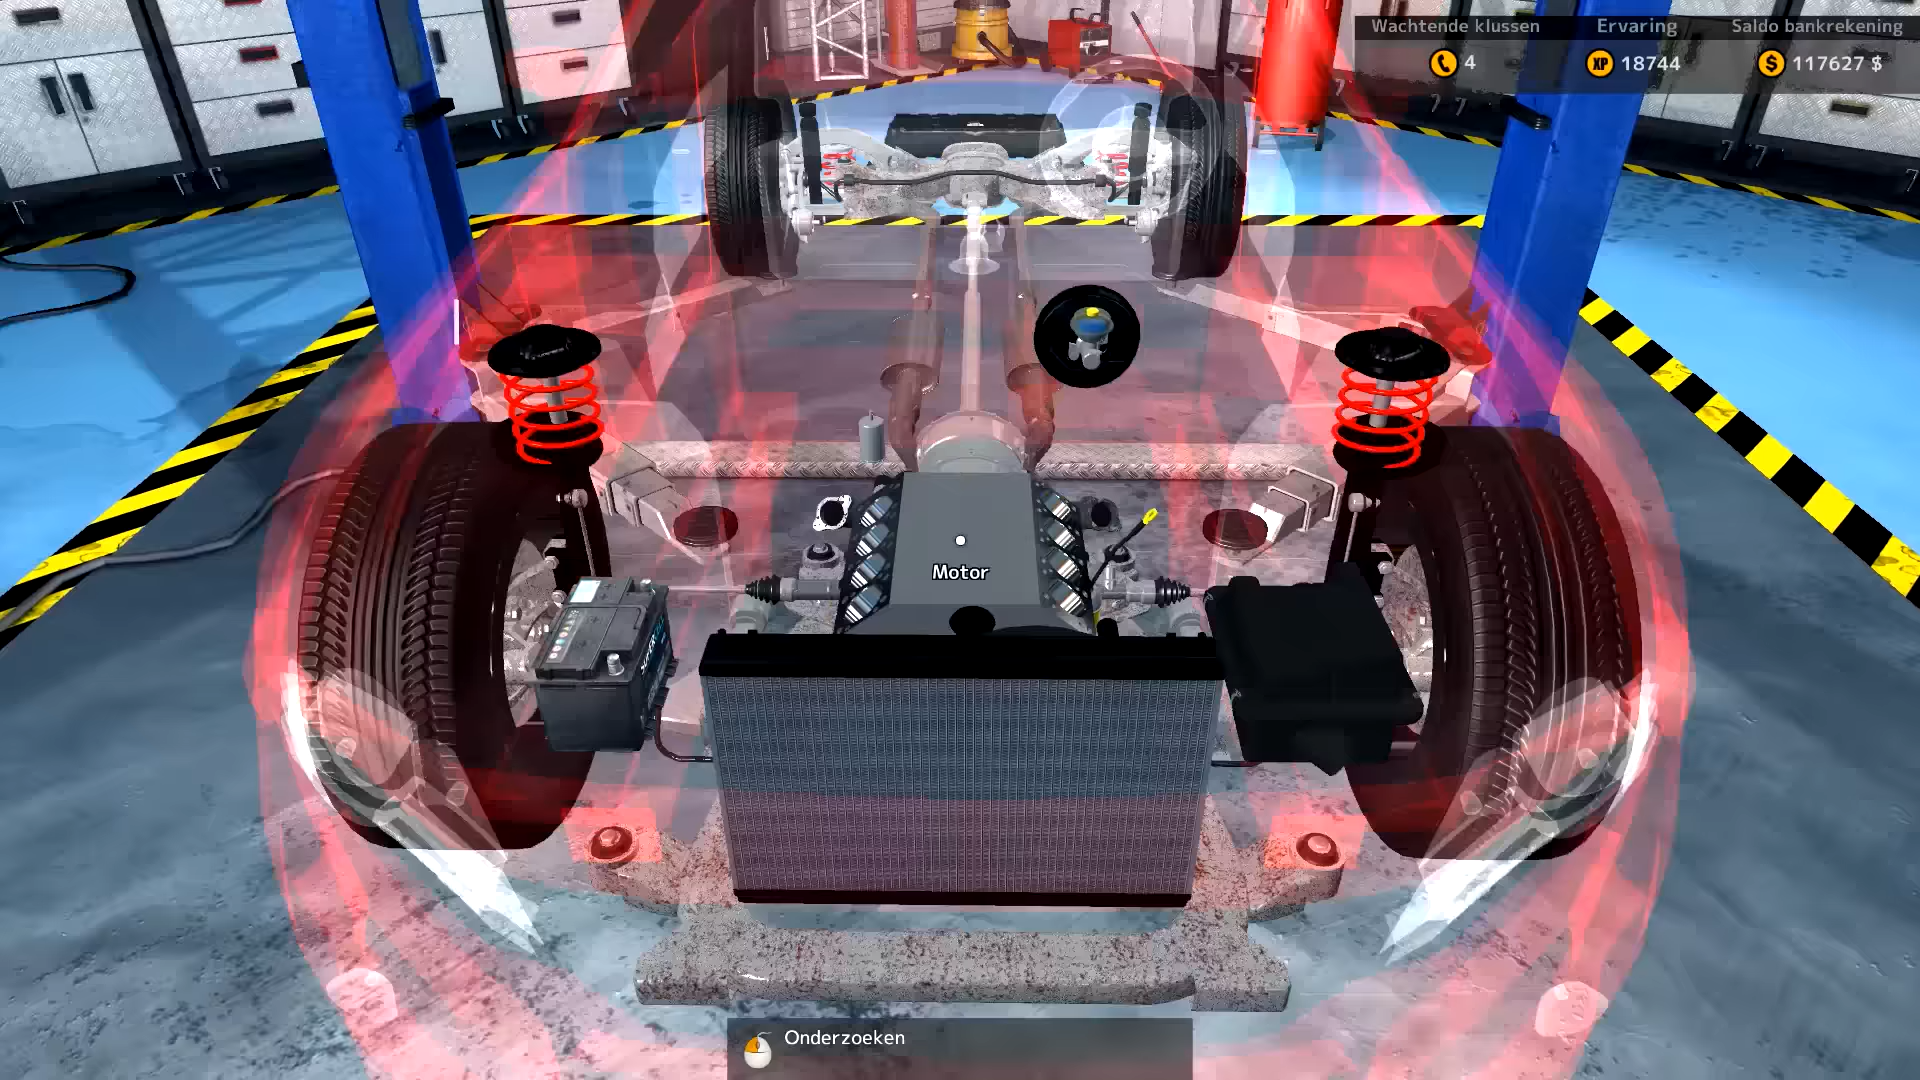 Wachtende klussen Ervaring Saldo bankrekening
4 XP 18744 $ 117627 $
Motor
Onderzoeken